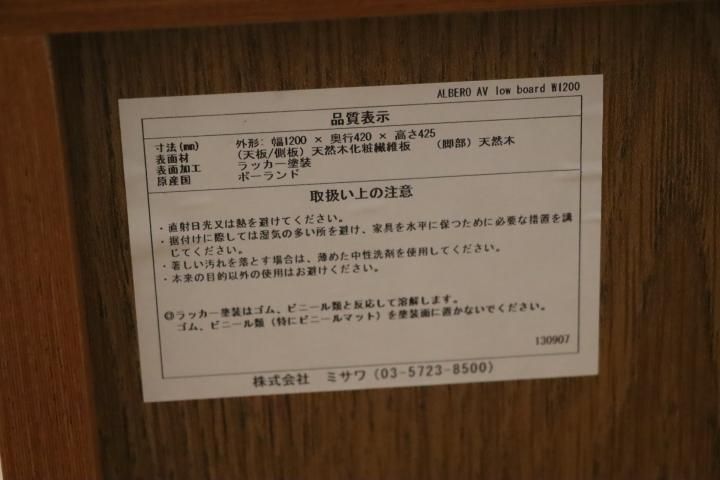 ALBERO AV low board W1200
品質表示
寸法(mm) 外形: 幅1200 × 奥行420 × 高さ425
表面材 (天板/側板) 天然木化粧繊維板 (脚部) 天然木
表面加工 ラッカー塗装
原産国 ポーランド
取扱い上の注意
・直射日光又は熱を避けてください。
・据付けに際しては湿気の多い所を避け、家具を水平に保つために必要な措置を講
じてください。
・著しい汚れを落とす場合は、薄めた中性洗剤を使用してください。
・本来の目的以外の使用はお避けください。
◎ラッカー塗装はゴム、ビニール類と反応して溶解します。
ゴム、ビニール類(特にビニールマット)を塗装面に置かないでください。
130907
株式会社 ミサワ(03-5723-8500)